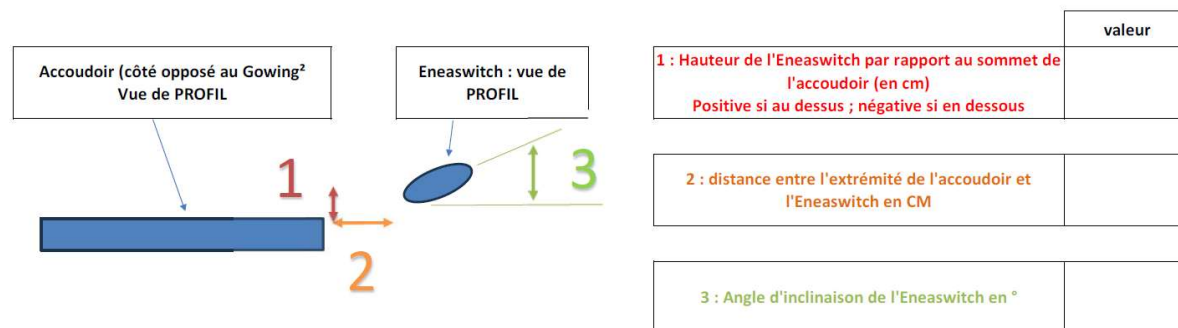 valeur
Accoudoir (côté opposé au Gowing²
Vue de PROFIL
Eneaswitch : vue de
PROFIL
1 : Hauteur de l'Eneaswitch par rapport au sommet de
l'accoudoir (en cm)
Positive si au dessus ; négative si en dessous
1
2
3
2 : distance entre l'extrémité de l'accoudoir et
l'Eneaswitch en CM
3 : Angle d'inclinaison de l'Eneaswitch en °